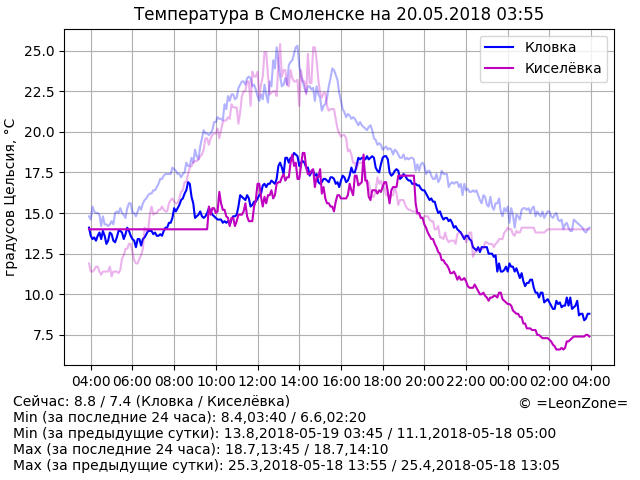 Температура в Смоленске на 20.05.2018 03:55
градусов Цельсия, °C
25.0
22.5
20.0
17.5
15.0
12.5
10.0
7.5
Кловка
Киселёвка
04:00 06:00 08:00 10:00 12:00 14:00 16:00 18:00 20:00 22:00 00:00 02:00 04:00
Сейчас: 8.8 / 7.4 (Кловка / Киселёвка)
© =LeonZone=
Min (за последние 24 часа): 8.4,03:40 / 6.6,02:20
Min (за предыдущие сутки): 13.8,2018-05-19 03:45 / 11.1,2018-05-18 05:00
Max (за последние 24 часа): 18.7,13:45 / 18.7,14:10
Max (за предыдущие сутки): 25.3,2018-05-18 13:55 / 25.4,2018-05-18 13:05